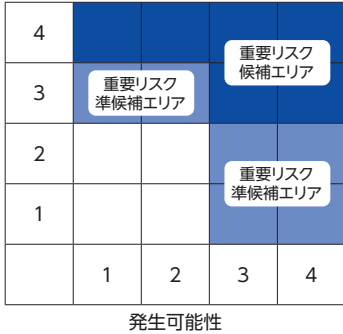 4
重要リスク
候補エリア
3
重要リスク
準候補エリア
2
重要リスク
準候補エリア
1
1 2 3 4
発生可能性